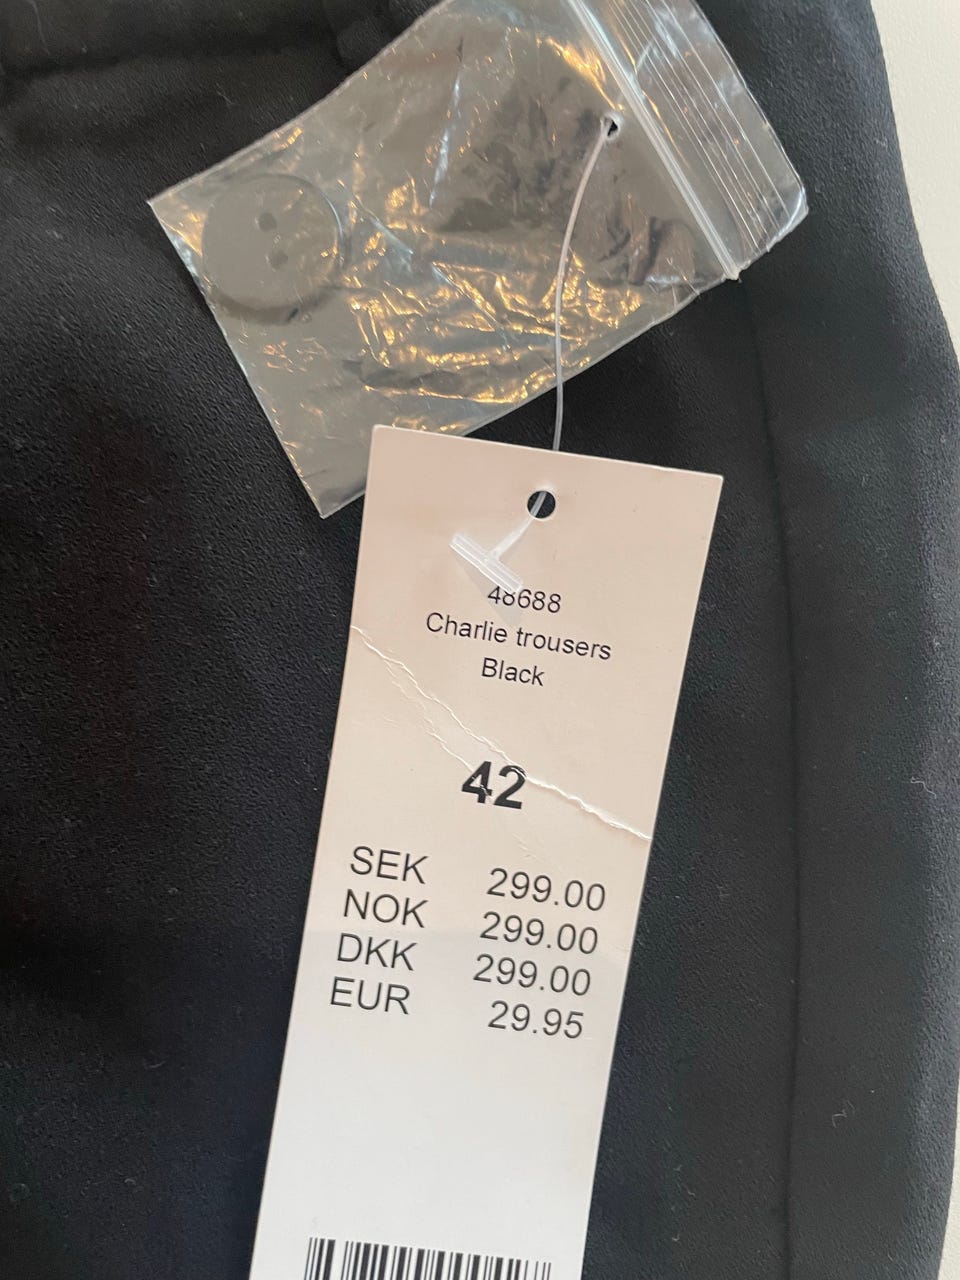 48688
Charlie trousers
Black
42
SEK 299.00
NOK 299.00
DKK 299.00
EUR 29.95